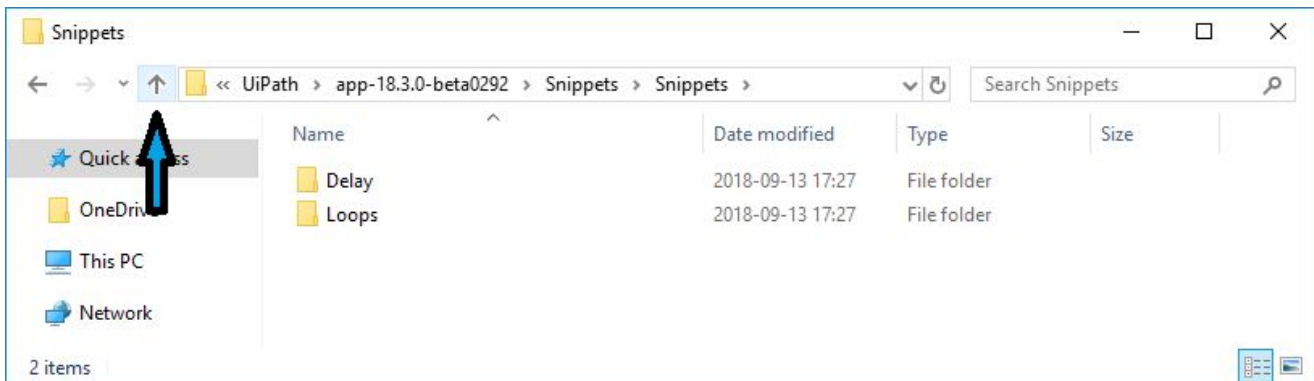 Snippets
« UiPath › app-18.3.0-beta0292 › Snippets › Snippets ›
Search Snippets
Name Date modified Type Size
Quick access
Delay 2018-09-13 17:27 File folder
OneDrive
Loops 2018-09-13 17:27 File folder
This PC
Network
2 items